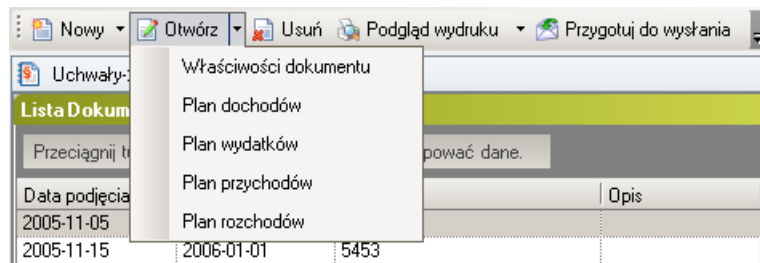 Nowy Otwórz Usuń Podgląd wydruku Przygotuj do wysłania
Uchwały-
Właściwości dokumentu
Lista Dokum
Plan dochodów
Przeciągnij t
Plan wydatków
pować dane.
Plan przychodów
Data podjęcia
Opis
Plan rozchodów
2005-11-05
2005-11-15 2006-01-01 5453